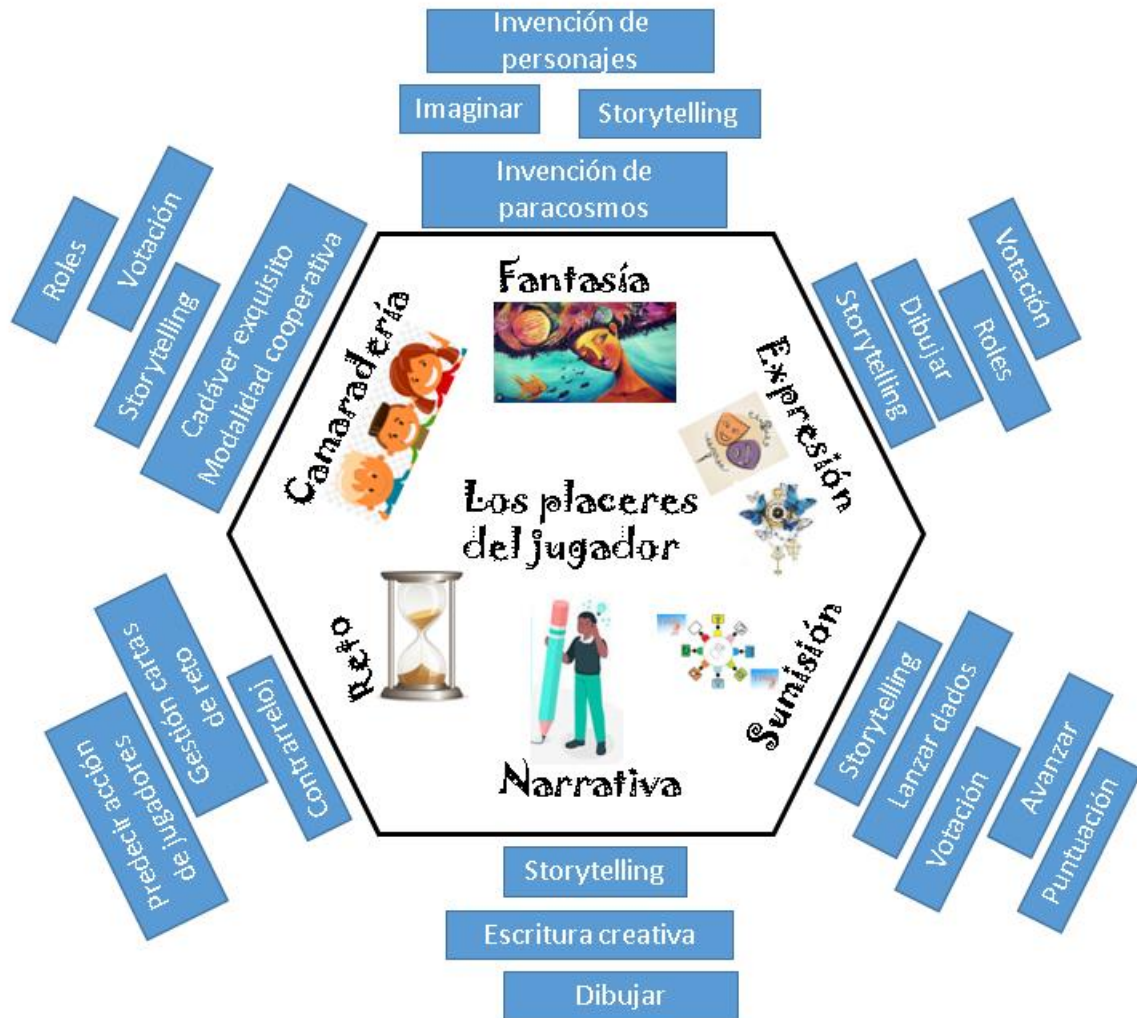 Invención de
personajes
Imaginar
Storytelling
Invención de
paracosmos
Roles
Votación
Storytelling
Cadáver exquisito
Modalidad cooperativa
Votación
Roles
Dibujar
Storytelling
Fantasía
Camaradería
Expresión
Los placeres
del jugador
Reto
Sumisión
Narrativa
Predecir acción
de jugadores
Gestión cartas
de reto
Contrarreloj
Storytelling
Lanzar dados
Votación
Avanzar
Puntuación
Storytelling
Escritura creativa
Dibujar